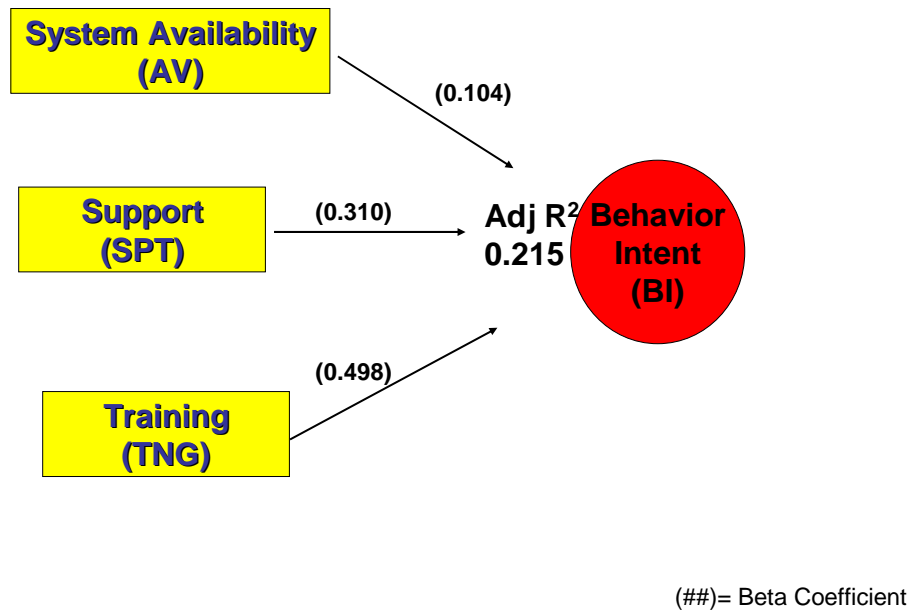 System Availability
(AV)
(0.104)
Support
(SPT)
(0.310)
Adj R²
0.215
Behavior
Intent
(BI)
(0.498)
Training
(TNG)
(##)= Beta Coefficient